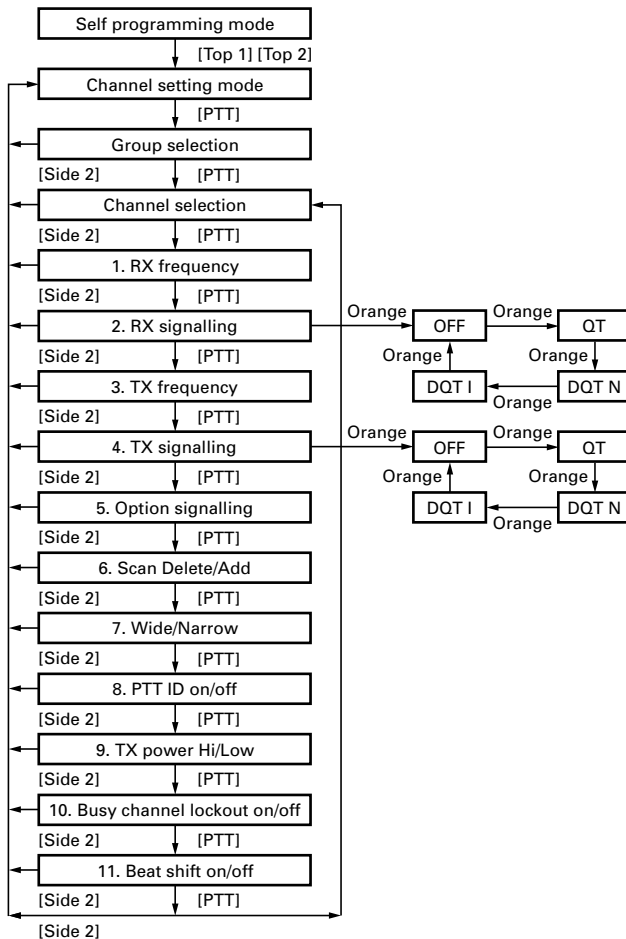 Self programming mode
[Top 1] [Top 2]
Channel setting mode
[PTT]
Group selection
[Side 2] [PTT]
Channel selection
[Side 2] [PTT]
1. RX frequency
[Side 2] [PTT]
2. RX signalling
Orange OFF Orange QT
Orange Orange
DQT I Orange DQT N
3. TX frequency
[Side 2] [PTT]
[Side 2] [PTT]
4. TX signalling
Orange OFF Orange QT
Orange Orange
DQT I Orange DQT N
[Side 2] [PTT]
5. Option signalling
[Side 2] [PTT]
6. Scan Delete/Add
[Side 2] [PTT]
7. Wide/Narrow
[Side 2] [PTT]
8. PTT ID on/off
[Side 2] [PTT]
9. TX power Hi/Low
[Side 2] [PTT]
10. Busy channel lockout on/off
[Side 2] [PTT]
11. Beat shift on/off
[Side 2] [PTT]
[Side 2]